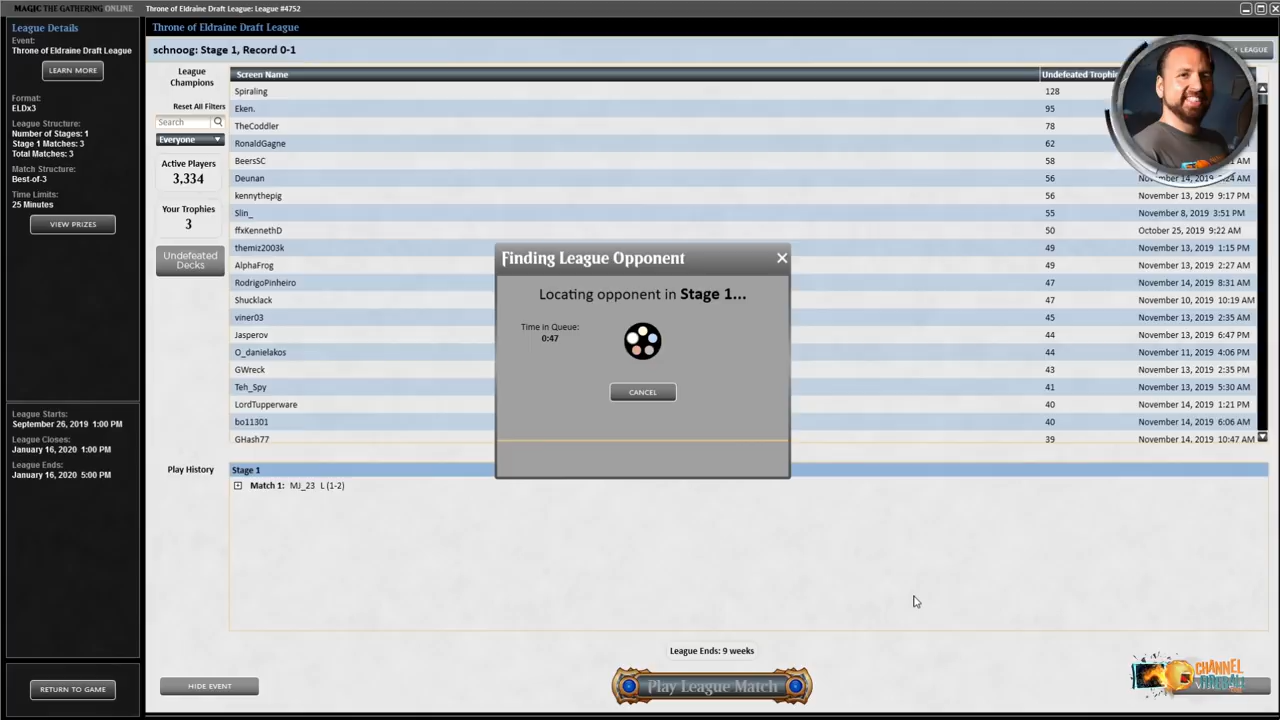 MAGIC THE GATHERING ONLINE
Throne of Eldraine Draft League: League #4752
League Details
Event:
Throne of Eldraine Draft League
LEARN MORE
Format:
ELDx3
League Structure:
Number of Stages: 1
Stage 1 Matches: 3
Total Matches: 3
Match Structure:
Best-of-3
Time Limits:
25 Minutes
VIEW PRIZES
League Starts:
September 26, 2019 1:00 PM
League Closes:
January 16, 2020 1:00 PM
League Ends:
January 16, 2020 5:00 PM
RETURN TO GAME
Throne of Eldraine Draft League
schnoog: Stage 1, Record 0-1
LEAGUE
League
Champions
Reset All Filters
Search
Everyone
Active Players
3,334
Your Trophies
3
Undefeated
Decks
Screen Name Undefeated
Spiraling 128
Eken. 95
TheCoddler 78
RonaldGagne 62
BeersSC 58 AM
Deunan 56 November 14, 2019 AM
kennythepig 56 November 13, 2019 9:17 PM
Slin_ 55 November 8, 2019 3:51 PM
ffxKennethD 50 October 25, 2019 9:22 AM
themiz2003k 49 November 13, 2019 1:15 PM
AlphaFrog 49 November 13, 2019 2:27 AM
RodrigoPinheiro 47 November 14, 2019 8:31 AM
Shucklack 47 November 10, 2019 10:19 AM
viner03 45 November 13, 2019 2:35 AM
Jasperov 44 November 13, 2019 6:47 PM
O_danielakos 44 November 11, 2019 4:06 PM
GWreck 43 November 13, 2019 2:35 PM
Teh_Spy 41 November 13, 2019 5:30 AM
LordTupperware 40 November 14, 2019 1:21 PM
bo11301 40 November 14, 2019 6:06 AM
GHash77 39 November 14, 2019 10:47 AM
Finding League Opponent
Locating opponent in Stage 1...
Time in Queue:
0:47
CANCEL
Play History
Stage 1
Match 1: MJ_23 L (1-2)
League Ends: 9 weeks
HIDE EVENT
Play League Match
CHANNEL
FIREBALL